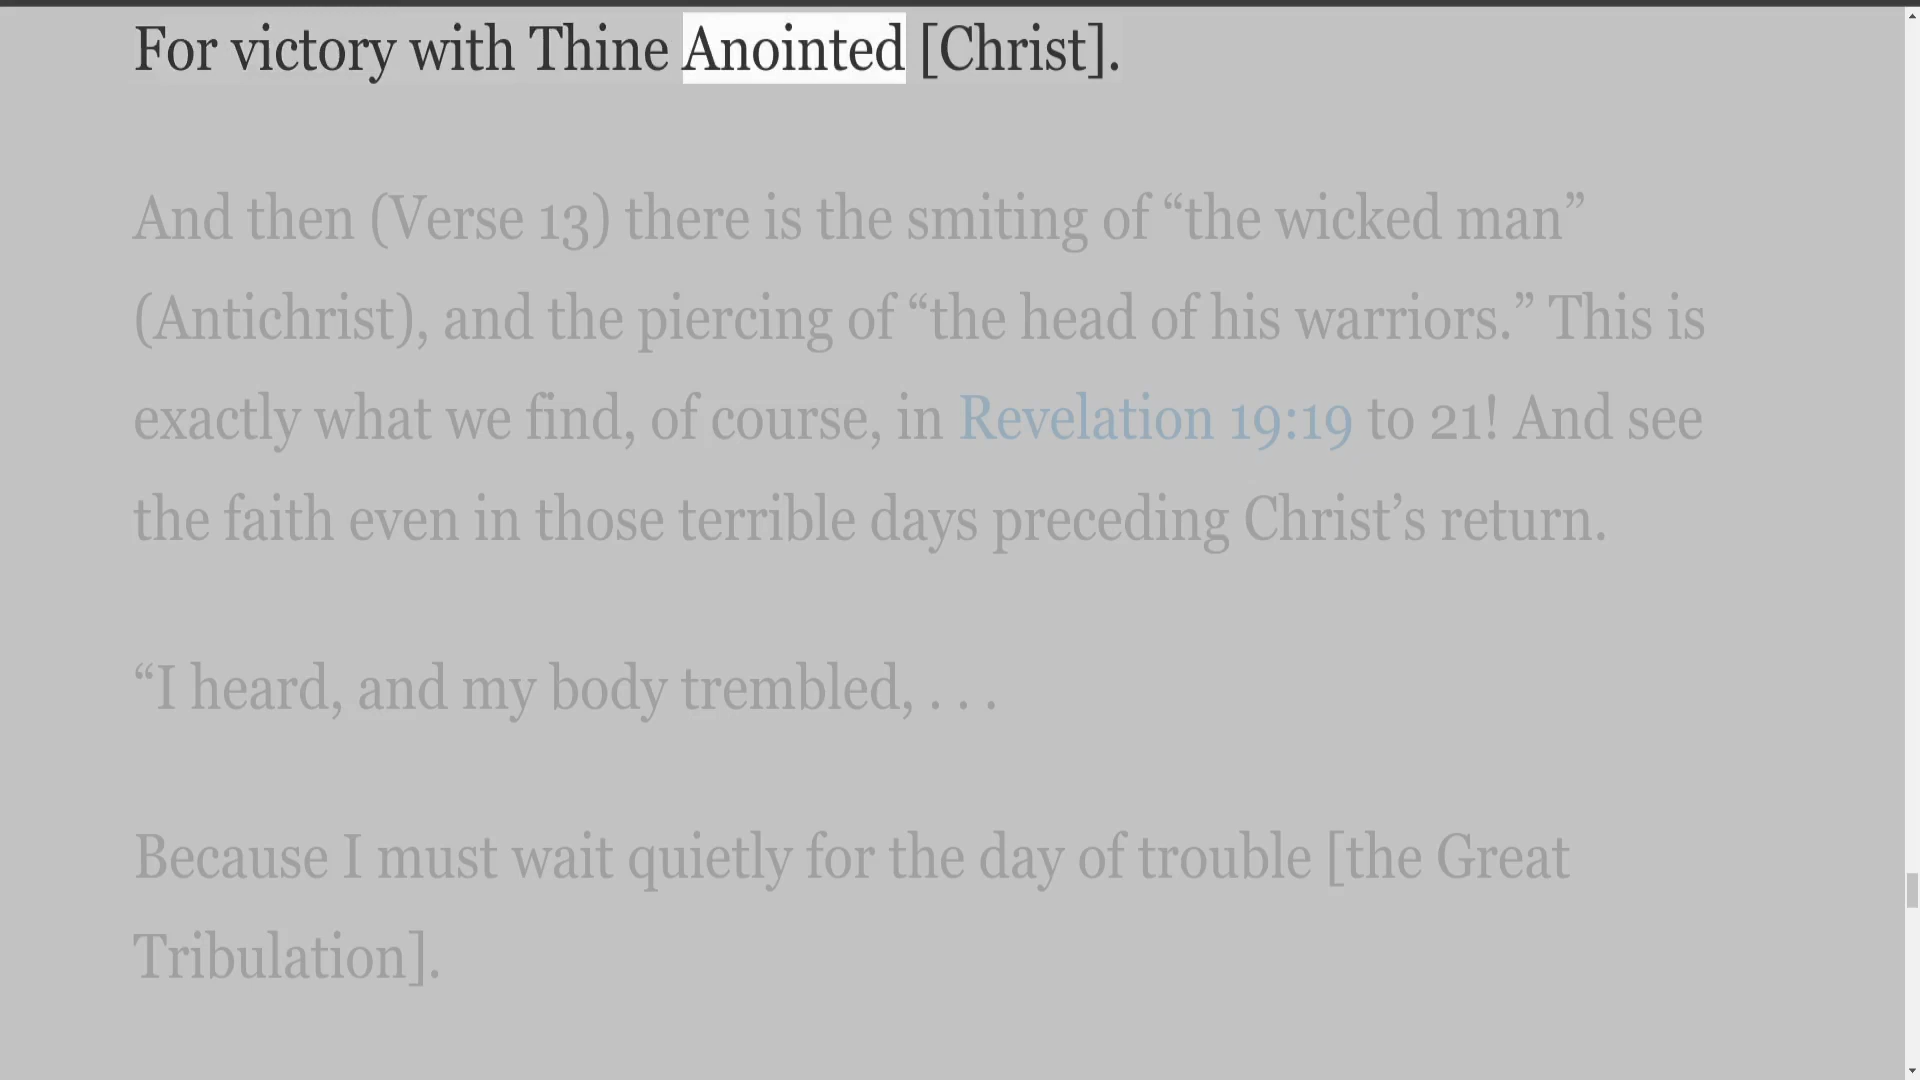 For victory with Thine Anointed [Christ].
And then (Verse 13) there is the smiting of “the wicked man”
(Antichrist), and the piercing of “the head of his warriors.” This is
exactly what we find, of course, in Revelation 19:19 to 21! And see
the faith even in those terrible days preceding Christ’s return.
“I heard, and my body trembled, . . .
Because I must wait quietly for the day of trouble [the Great
Tribulation].